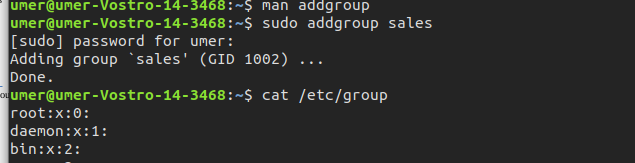 umer@umer-Vostro-14-3468:~$ man addgroup
umer@umer-Vostro-14-3468:~$ sudo addgroup sales
[sudo] password for umer:
Adding group `sales' (GID 1002) ...
Done.
umer@umer-Vostro-14-3468:~$ cat /etc/group
root:x:0:
daemon:x:1:
bin:x:2: